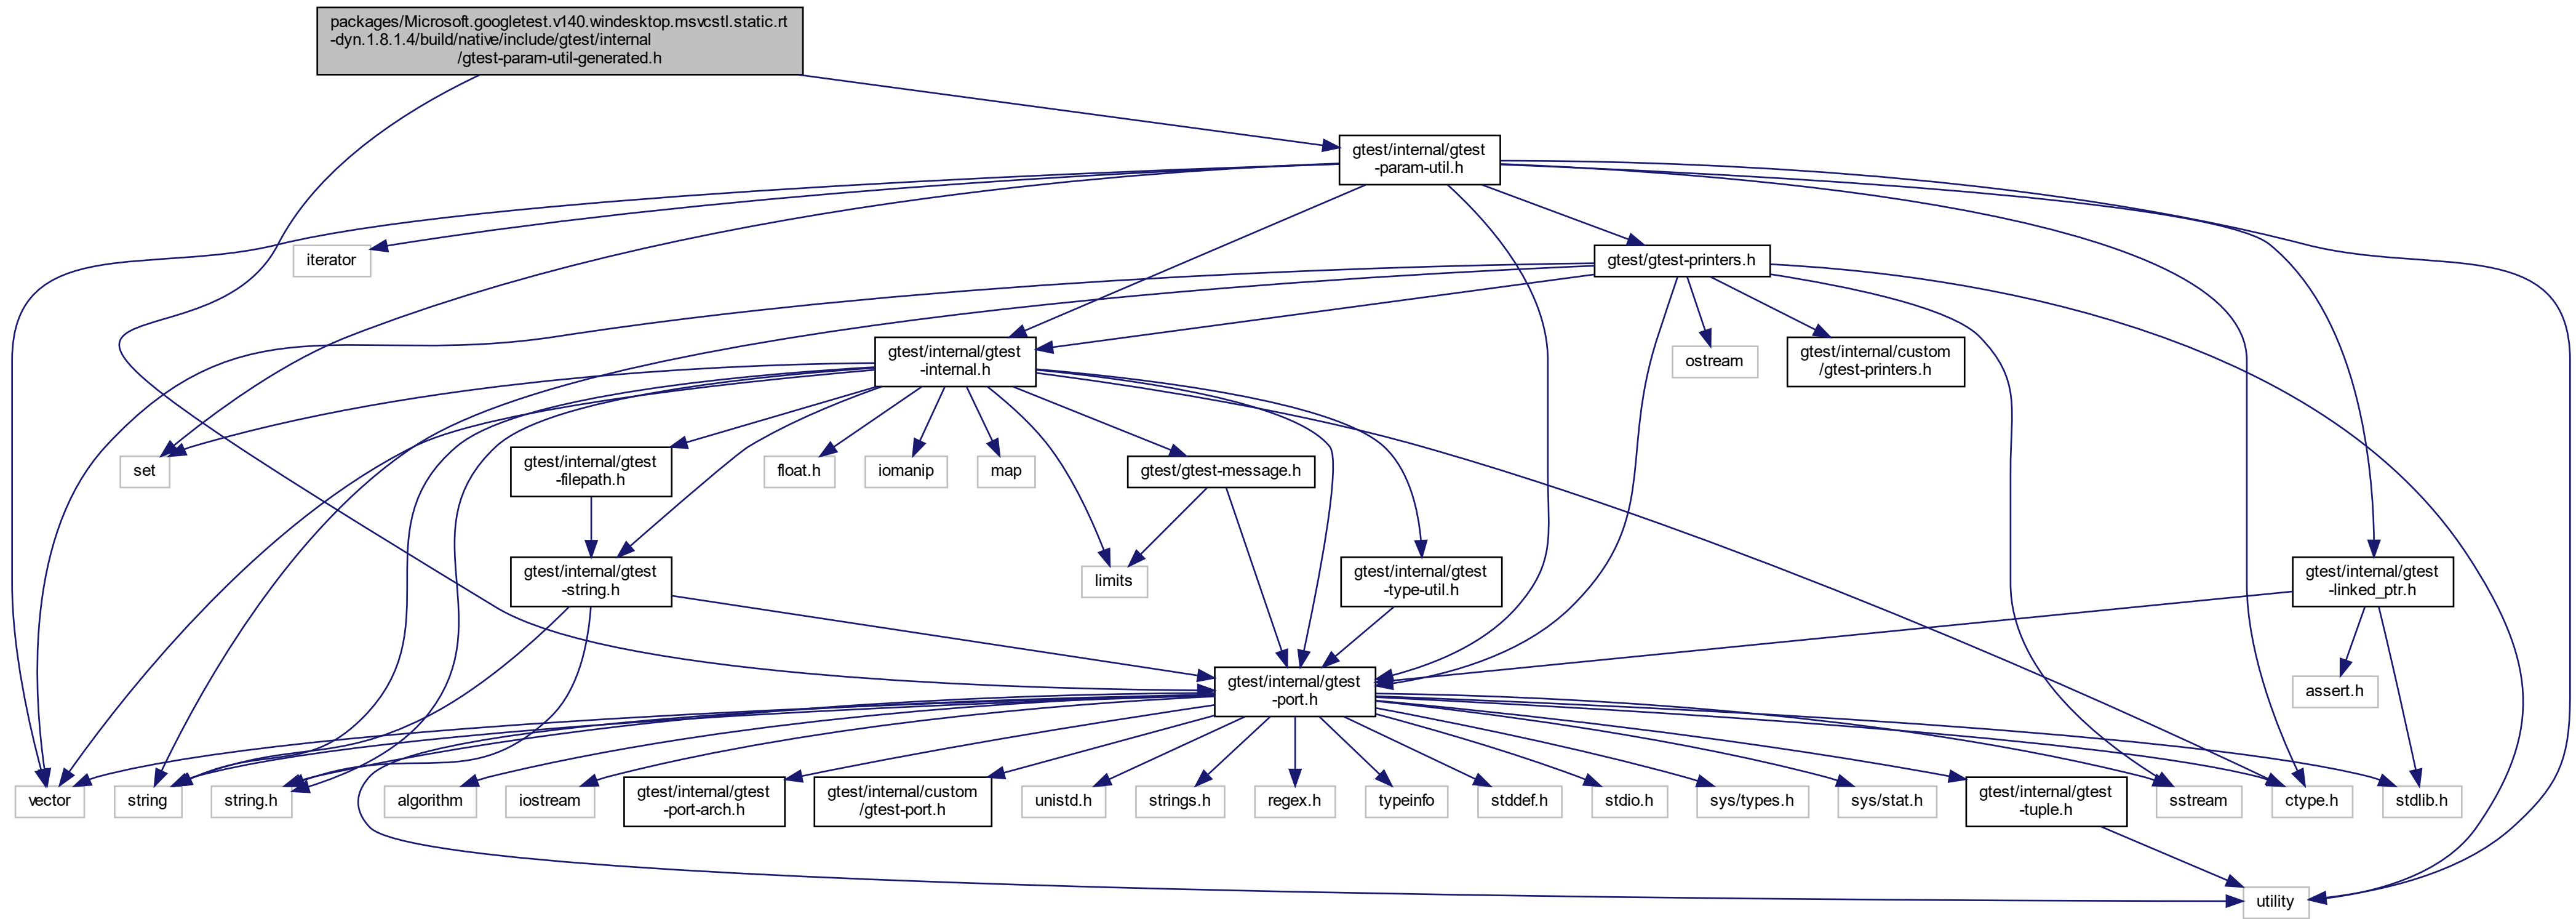 packages/Microsoft.googletest.v140.windesktop.msvcstl.static.rt
-dyn.1.8.1.4/build/native/include/gtest/internal
/gtest-param-util-generated.h
gtest/internal/gtest
-param-util.h
iterator
gtest/gtest-printers.h
gtest/internal/gtest
-internal.h
ostream
gtest/internal/custom
/gtest-printers.h
set
gtest/internal/gtest
-filepath.h
float.h
iomanip
map
gtest/gtest-message.h
gtest/internal/gtest
-string.h
limits
gtest/internal/gtest
-type-util.h
gtest/internal/gtest
-linked_ptr.h
gtest/internal/gtest
-port.h
assert.h
vector
string
string.h
algorithm
iostream
gtest/internal/gtest
-port-arch.h
gtest/internal/custom
/gtest-port.h
unistd.h
strings.h
regex.h
typeinfo
stddef.h
stdio.h
sys/types.h
sys/stat.h
gtest/internal/gtest
-tuple.h
sstream
ctype.h
stdlib.h
utility